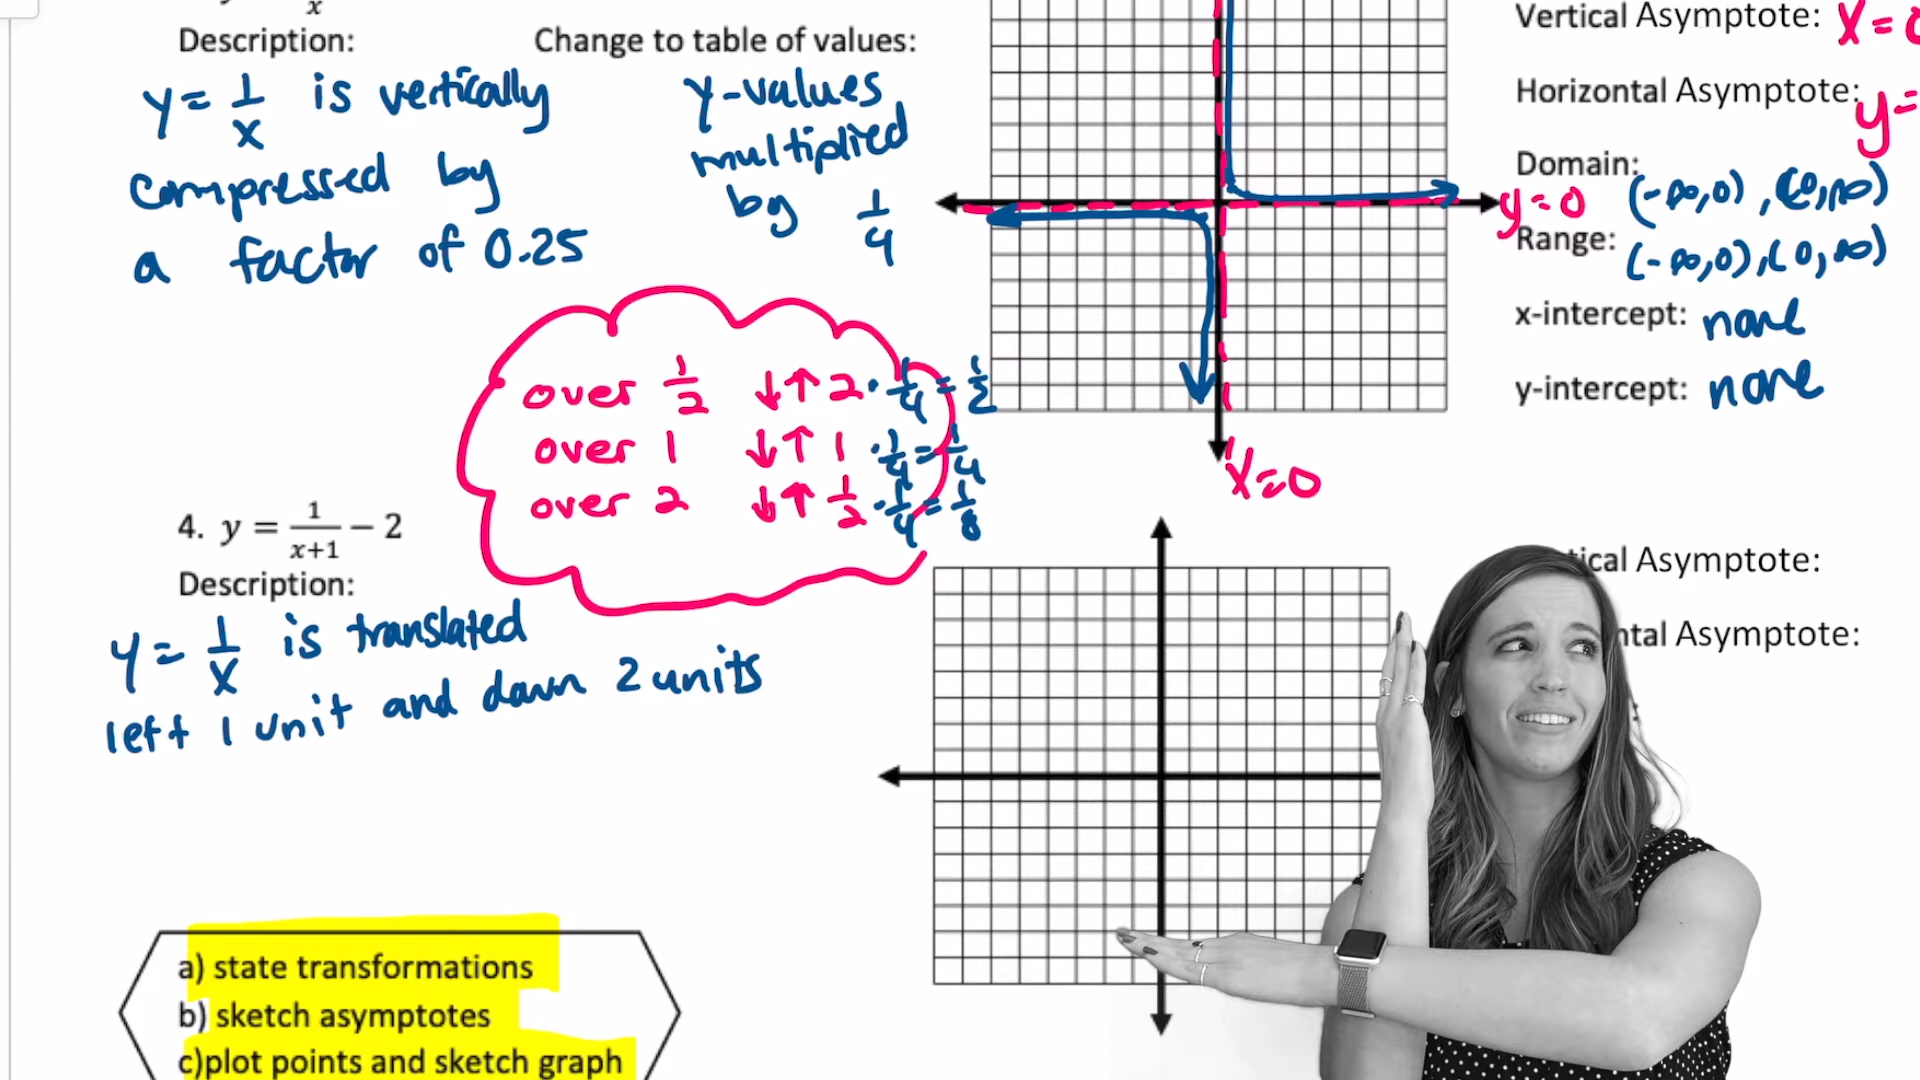 x
Description:
y = 1/x is vertically
compressed by
a factor of 0.25
Change to table of values:
y-values
multiplied
by 1/4
over 1/2 ↓↑ 2 · 1/4 = 1/2
over 1 ↓↑ 1 · 1/4 = 1/4
over 2 ↓↑ 1/2 · 1/4 = 1/8
y=0
x=0
Vertical Asymptote: x=0
Horizontal Asymptote: y=
Domain: (-∞,0), (0,∞)
Range: (-∞,0), (0,∞)
x-intercept: none
y-intercept: none
4. y = 1/(x+1) − 2
Description:
y = 1/x is translated
left 1 unit and down 2 units
tical Asymptote:
ntal Asymptote:
a) state transformations
b) sketch asymptotes
c)plot points and sketch graph